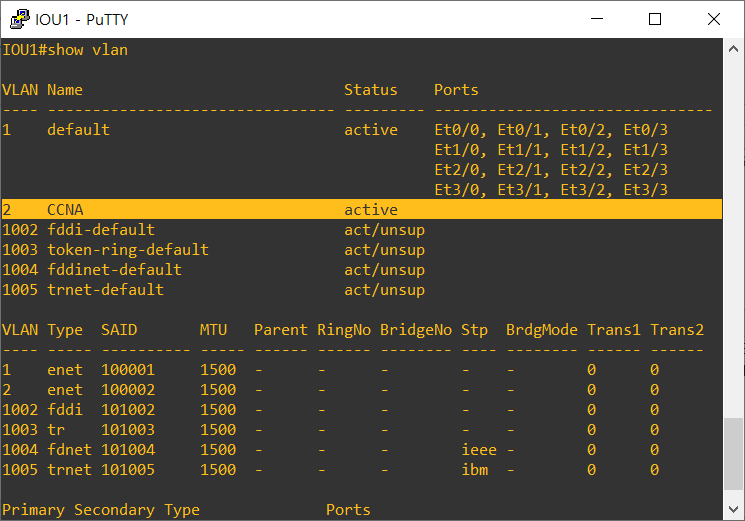 IOU1 - PuTTY
IOU1#show vlan
VLAN Name                             Status    Ports
---- -------------------------------- --------- -------------------------------
1    default                          active    Et0/0, Et0/1, Et0/2, Et0/3
                                                Et1/0, Et1/1, Et1/2, Et1/3
                                                Et2/0, Et2/1, Et2/2, Et2/3
                                                Et3/0, Et3/1, Et3/2, Et3/3
2    CCNA                             active
1002 fddi-default                     act/unsup
1003 token-ring-default               act/unsup
1004 fddinet-default                  act/unsup
1005 trnet-default                    act/unsup
VLAN Type  SAID       MTU   Parent RingNo BridgeNo Stp  BrdgMode Trans1 Trans2
---- ----- ---------- ----- ------ ------ -------- ---- -------- ------ ------
1    enet  100001     1500  -      -      -        -    -        0      0
2    enet  100002     1500  -      -      -        -    -        0      0
1002 fddi  101002     1500  -      -      -        -    -        0      0
1003 tr    101003     1500  -      -      -        -    -        0      0
1004 fdnet 101004     1500  -      -      -        ieee -        0      0
1005 trnet 101005     1500  -      -      -        ibm  -        0      0
Primary Secondary Type              Ports